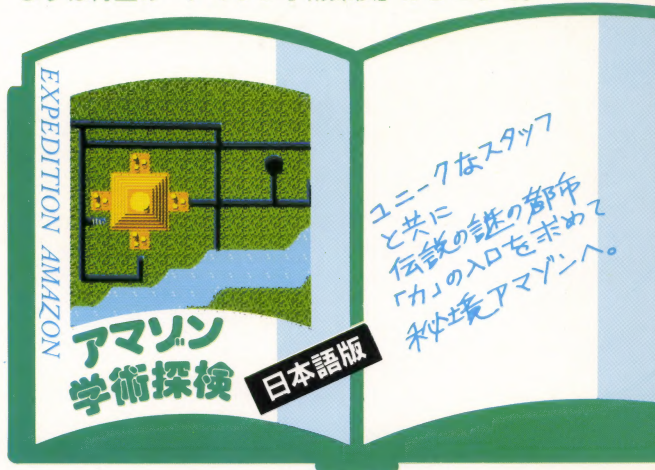 EXPEDITION AMAZON
アマゾン
学術探検
日本語版
ユニークなスタッフ
と共に
伝説の謎の都市
「カ」の入口を求めて
秘境アマゾンへ。